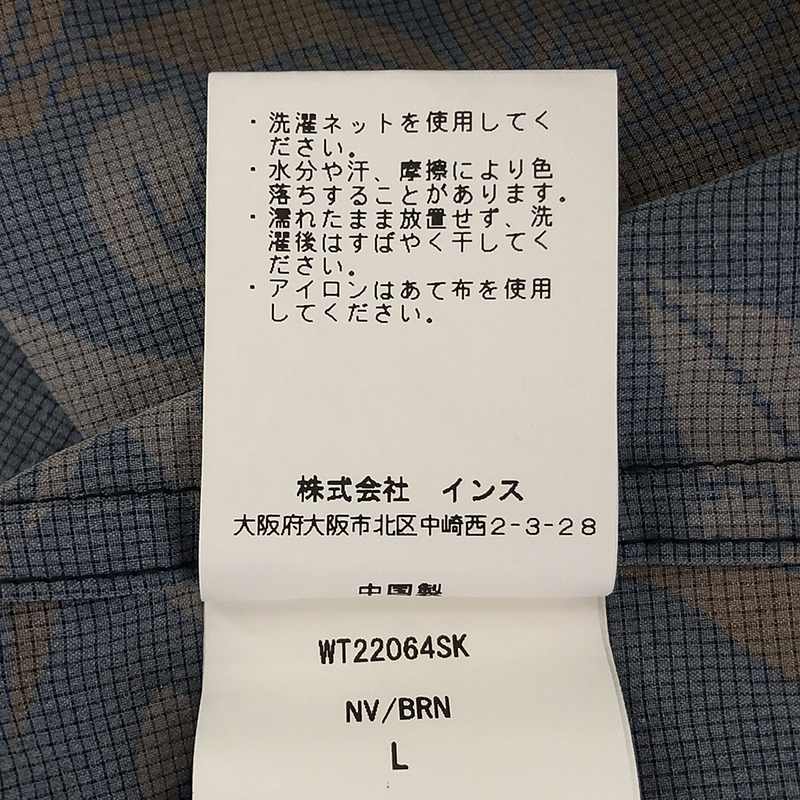 ・洗濯ネットを使用してく
ださい。
・水分や汗、摩擦により色
落ちすることがあります。
・濡れたまま放置せず、洗
濯後はすばやく干してく
ださい。
・アイロンはあて布を使用
してください。
株式会社 インス
大阪府大阪市北区中崎西2-3-28
中国製
WT22064SK
NV/BRN
L